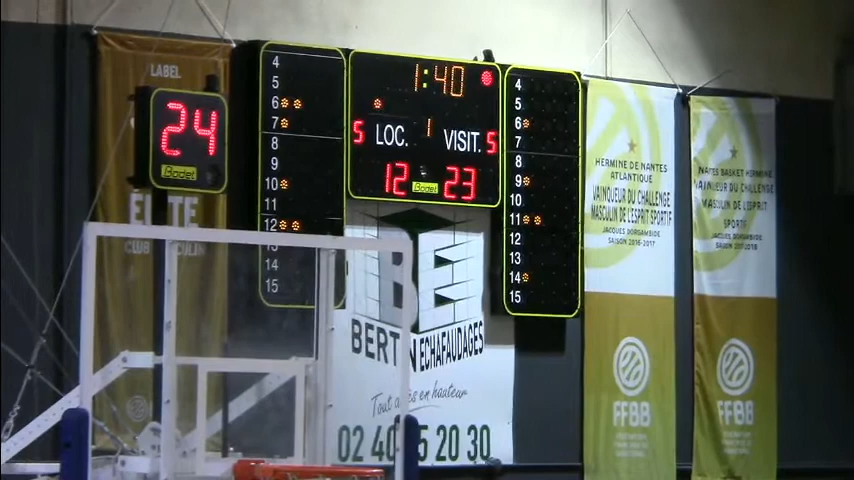 LABEL
24
Bodet
4
5
6
7
8
9
10
11
12
13
14
15
1:40
5 LOC. 1 VISIT. 5
12 Bodet 23
4
5
6
7
8
9
10
11
12
13
14
15
BERT N ECHAFAUDAGES
Tout en hauteur
02 40 5 20 30
HERMINE DE NANTES
ATLANTIQUE
VAINQUEUR DU CHALLENGE
MASCULIN DE L'ESPRIT SPORTIF
JACQUES DORGAMBIDE
SAISON 2016-2017
FFBB
NANTES BASKET HERMINE
VAINQUEUR DU CHALLENGE
MASCULIN DE L'ESPRIT
SPORTIF
JACQUES DORGAMBIDE
SAISON 2018
FFBB